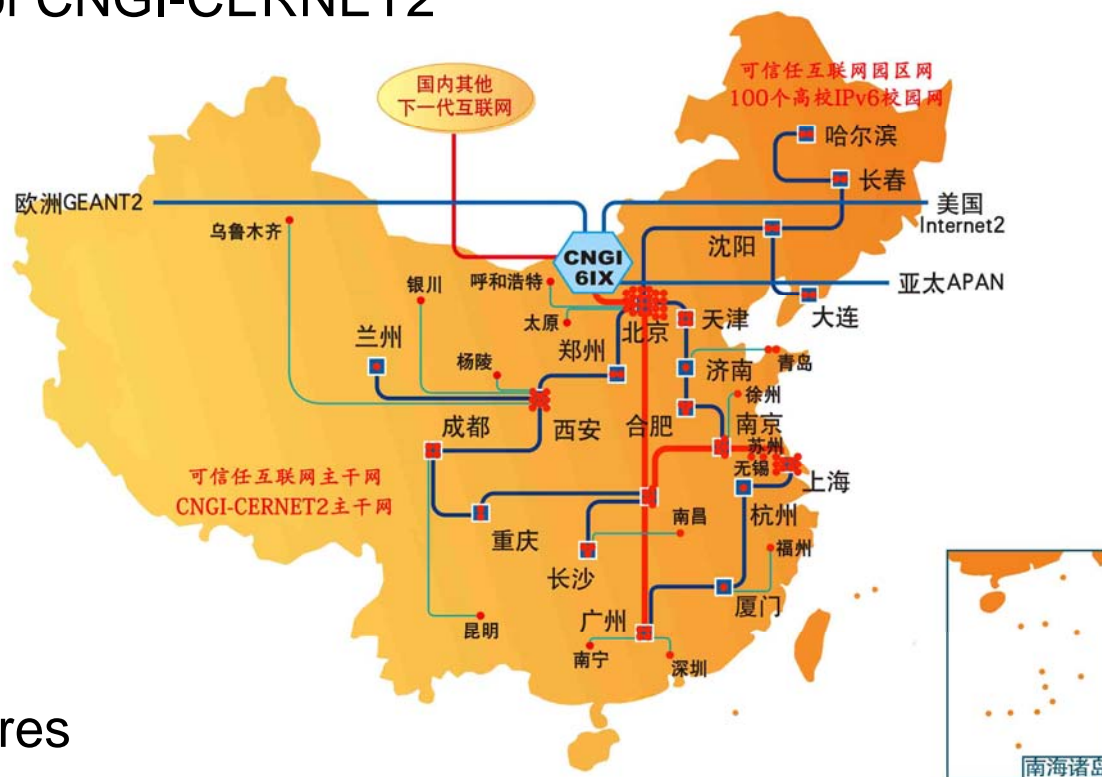 of CNGI-CERNET2
国内其他
下一代互联网
可信任互联网园区网
100个高校IPv6校园网
哈尔滨
长春
欧洲GEANT2
美国
Internet2
乌鲁木齐
沈阳
CNGI
6IX
银川
呼和浩特
亚太APAN
太原
北京
天津
大连
兰州
郑州
杨陵
济南
青岛
徐州
成都
西安
合肥
南京
苏州
无锡
上海
可信任互联网主干网
CNGI-CERNET2主干网
重庆
南昌
杭州
长沙
福州
厦门
广州
昆明
南宁
深圳
res
南海诸岛